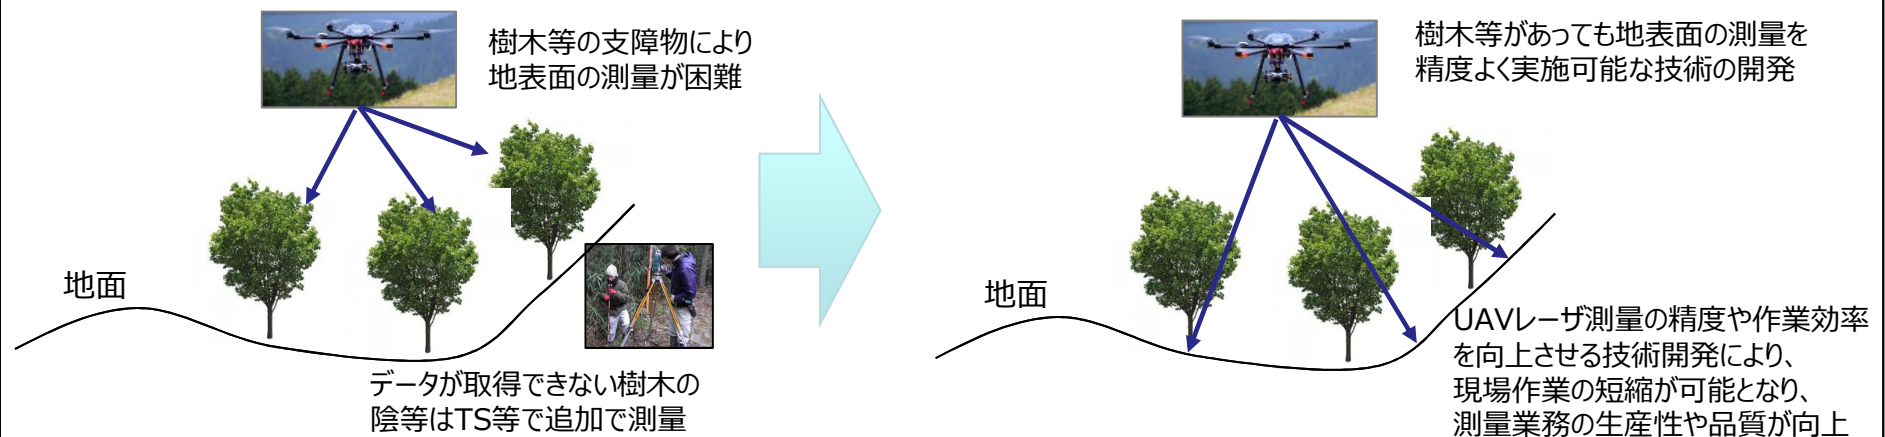 樹木等の支障物により
地表面の測量が困難
地面
データが取得できない樹木の
陰等はTS等で追加で測量
樹木等があっても地表面の測量を
精度よく実施可能な技術の開発
地面
UAVレーザ測量の精度や作業効率
を向上させる技術開発により、
現場作業の短縮が可能となり、
測量業務の生産性や品質が向上